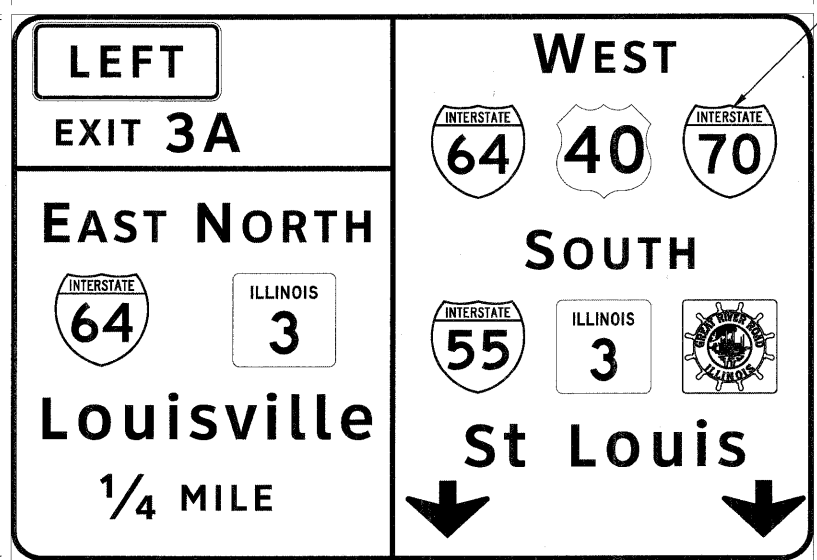 LEFT
EXIT 3A
EAST NORTH
INTERSTATE
64
ILLINOIS
3
Louisville
1/4 MILE
WEST
INTERSTATE
64
40
INTERSTATE
70
SOUTH
INTERSTATE
55
ILLINOIS
3
GREAT RIVER ROAD
ILLINOIS
St Louis